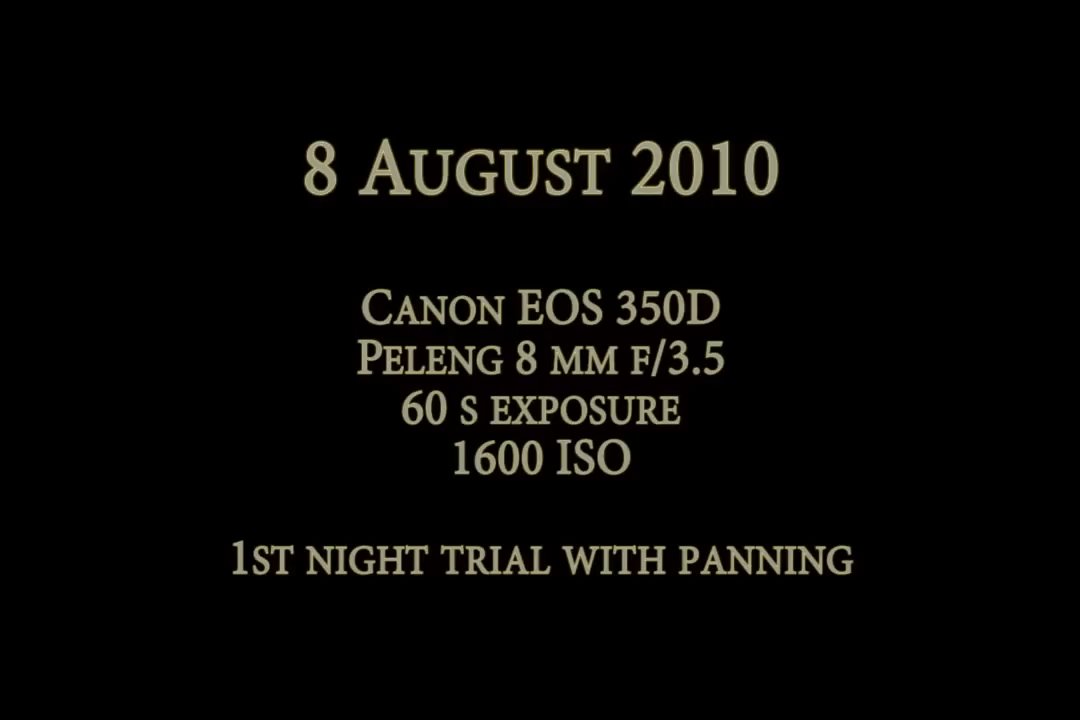 8 August 2010
Canon EOS 350D
Peleng 8 mm f/3.5
60 s exposure
1600 ISO
1st night trial with panning